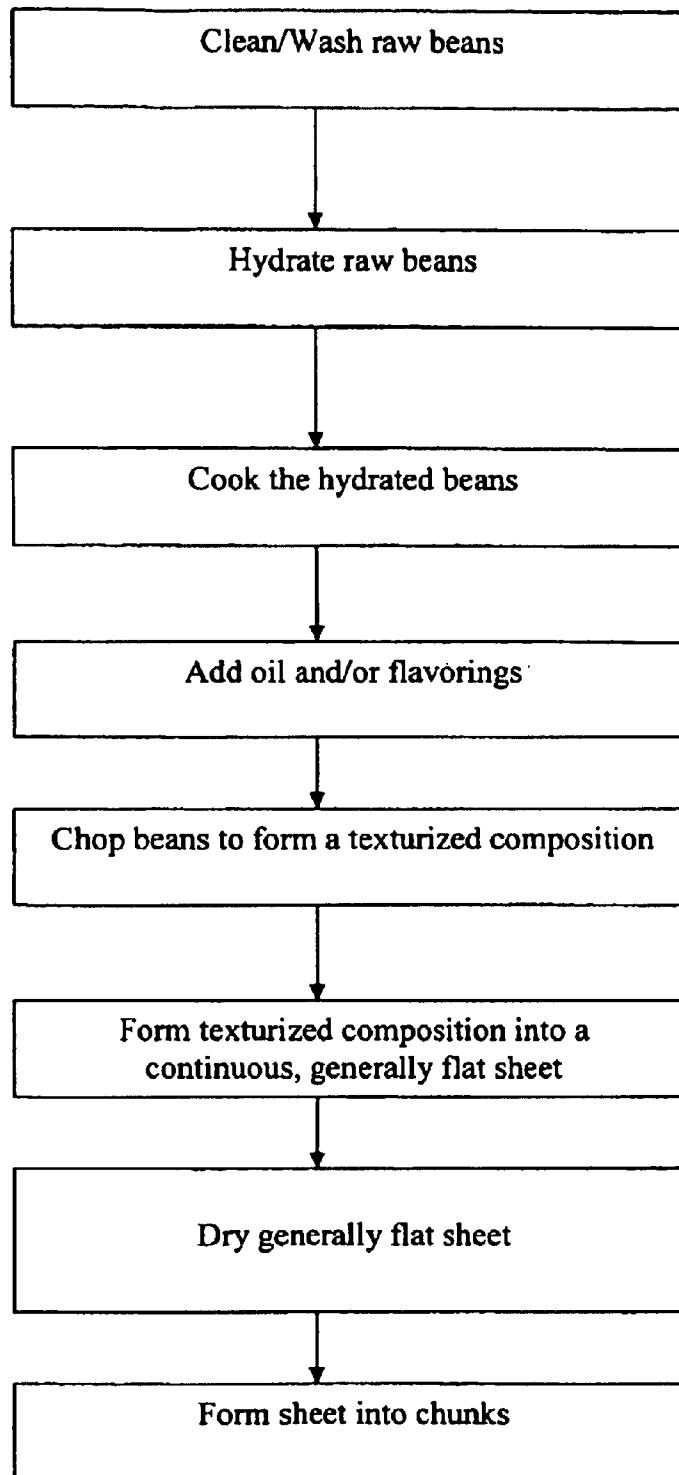 Clean/Wash raw beans
Hydrate raw beans
Cook the hydrated beans
Add oil and/or flavorings
Chop beans to form a texturized composition
Form texturized composition into a
continuous, generally flat sheet
Dry generally flat sheet
Form sheet into chunks